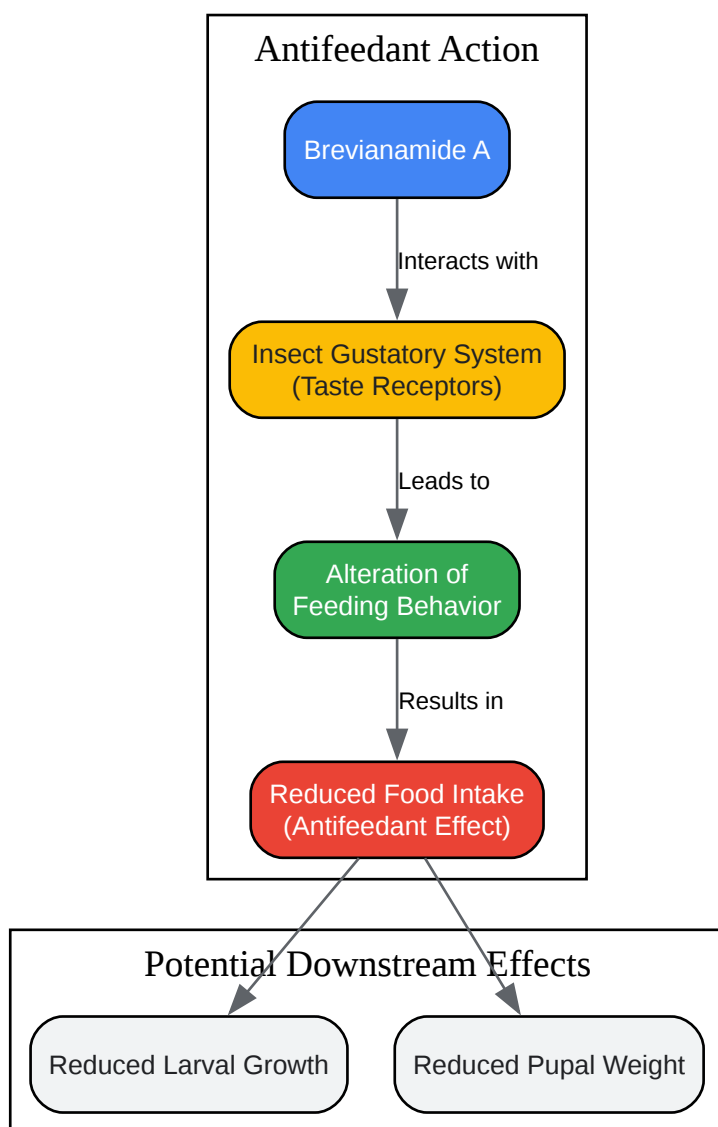 Antifeedant Action
Brevianamide A
Interacts with
Insect Gustatory System
(Taste Receptors)
Leads to
Alteration of
Feeding Behavior
Results in
Reduced Food Intake
(Antifeedant Effect)
Potential Downstream Effects
Reduced Larval Growth
Reduced Pupal Weight